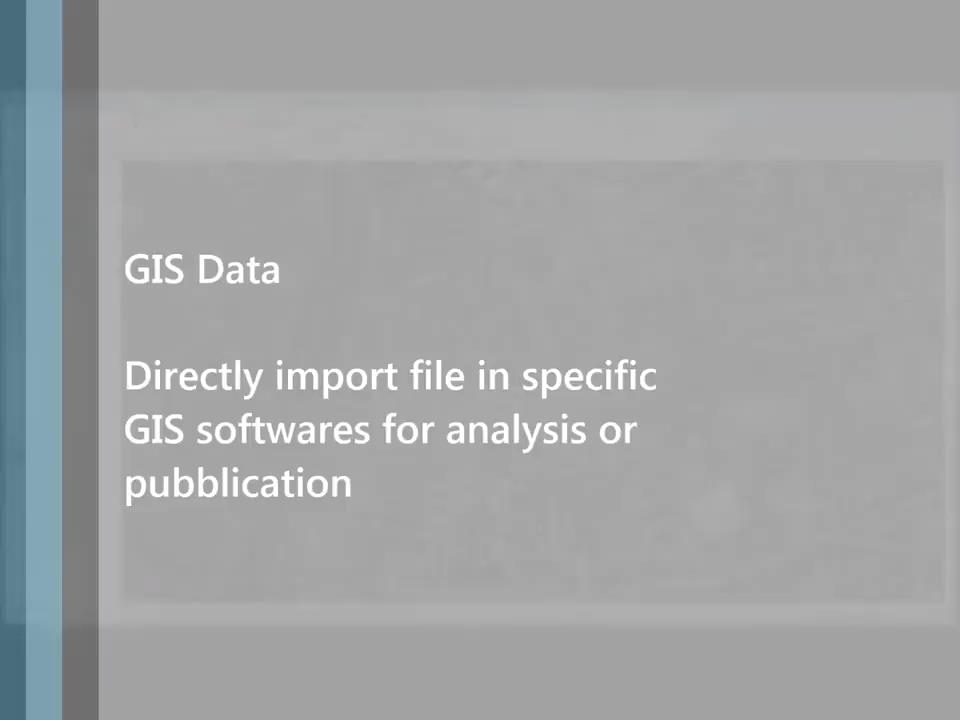 GIS Data
Directly import file in specific
GIS softwares for analysis or
pubblication